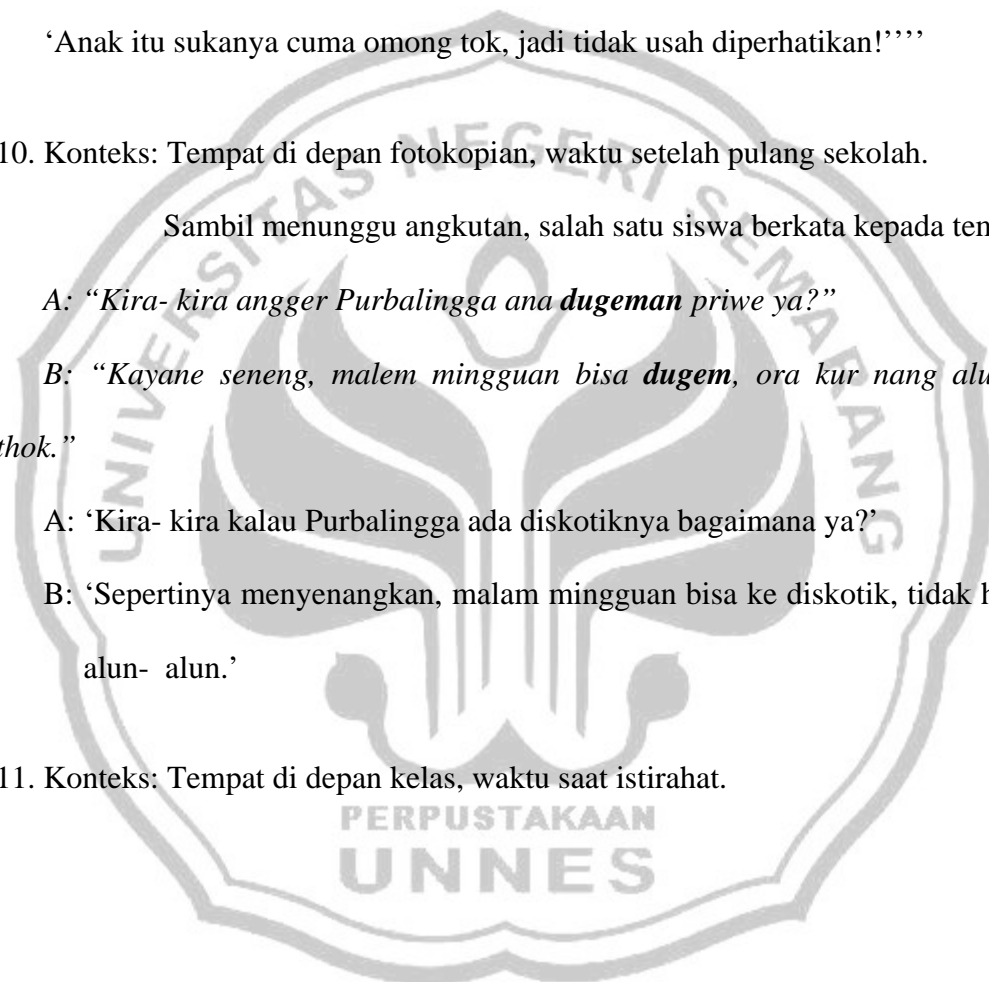 ‘Anak itu sukanya cuma omong tok, jadi tidak usah diperhatikan!’’’’
10. Konteks: Tempat di depan fotokopian, waktu setelah pulang sekolah.
Sambil menunggu angkutan, salah satu siswa berkata kepada
A: “Kira- kira angger Purbalingga ana dugeman priwe ya?”
B: “Kayane seneng, malem mingguan bisa dugem, ora kur nang
thok.”
A: ‘Kira- kira kalau Purbalingga ada diskotiknya bagaimana ya?’
B: ‘Sepertinya menyenangkan, malam mingguan bisa ke diskotik, tidak
alun- alun.’
11. Konteks: Tempat di depan kelas, waktu saat istirahat.
UNIVERSITAS NEGERI SEMARANG
PERPUSTAKAAN
UNNES